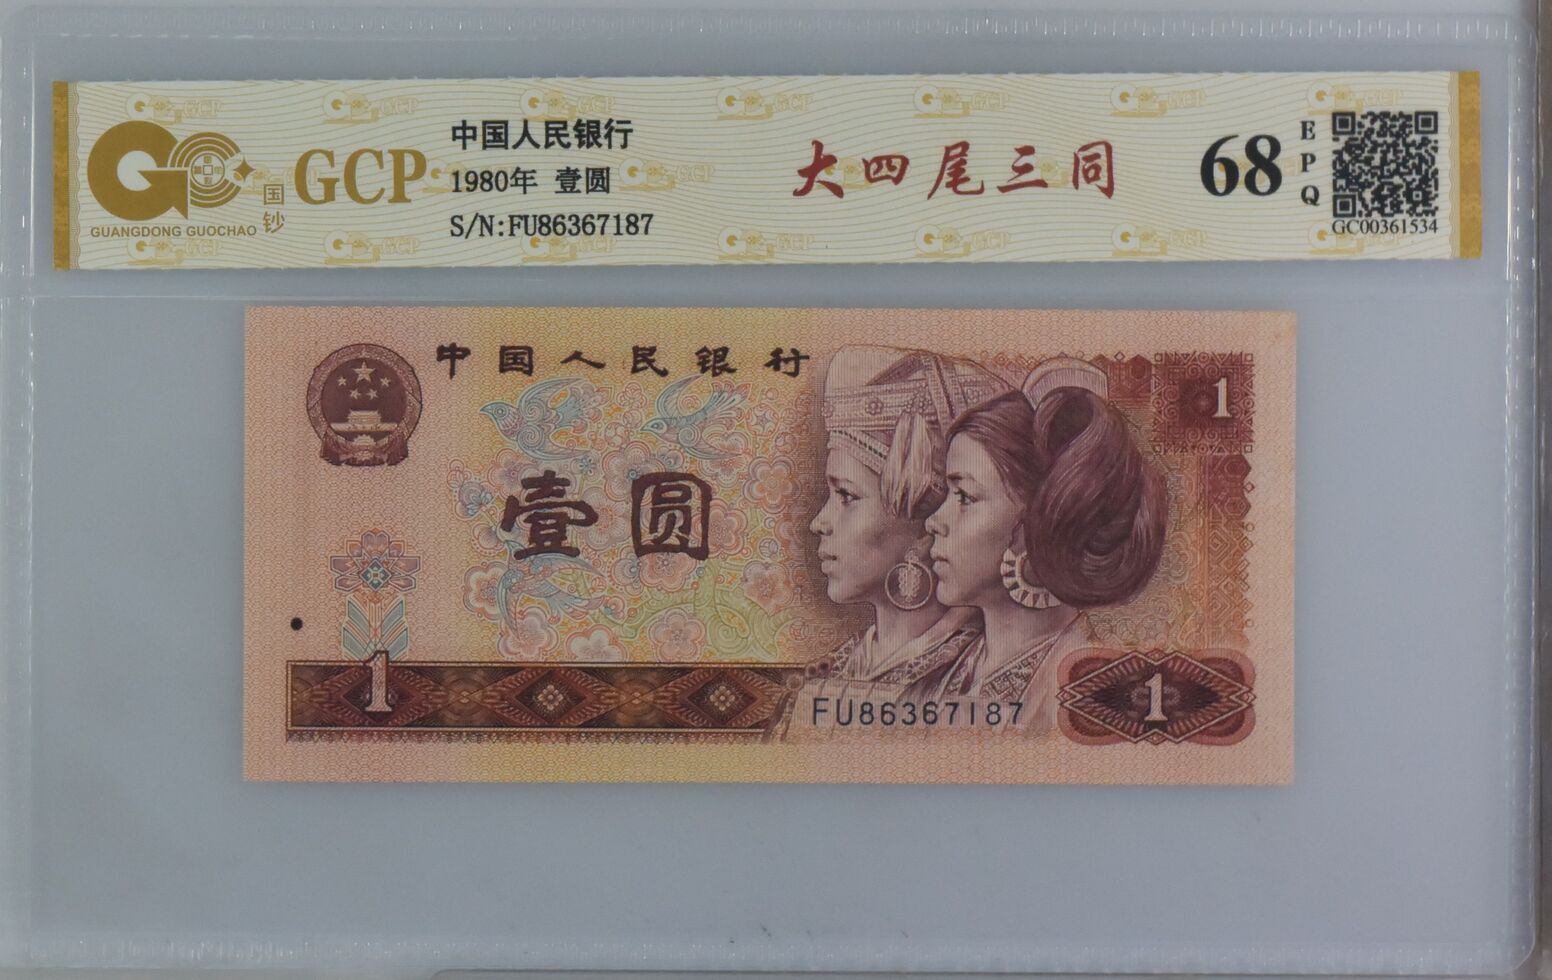 中国人民银行
1980年 壹圆
S/N:FU86367187
GCP
国钞
GUANGDONG GUOCHAO
大四尾三同
68
EPQ
GC00361534
中国人民银行
1
壹圆
1
FU86367187
1